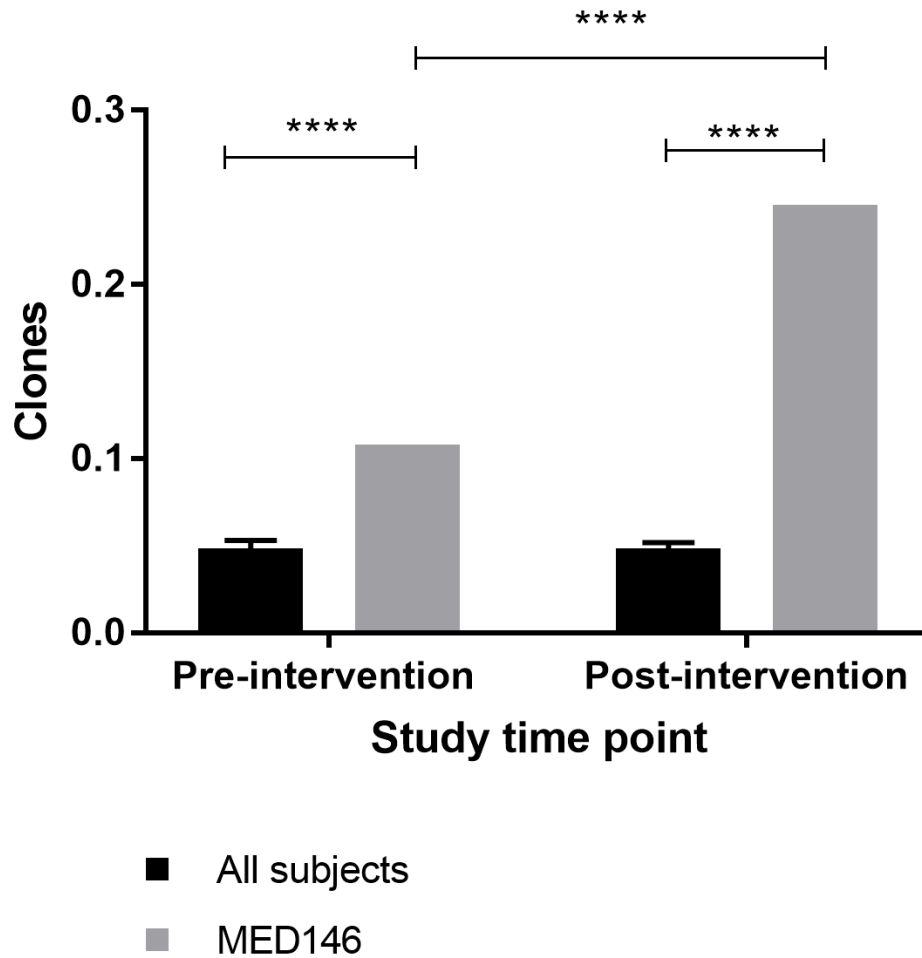 ****
0.3
****
****
0.2
0.1
0.0
Clones
Pre-intervention
Post-intervention
Study time point
All subjects
MED146